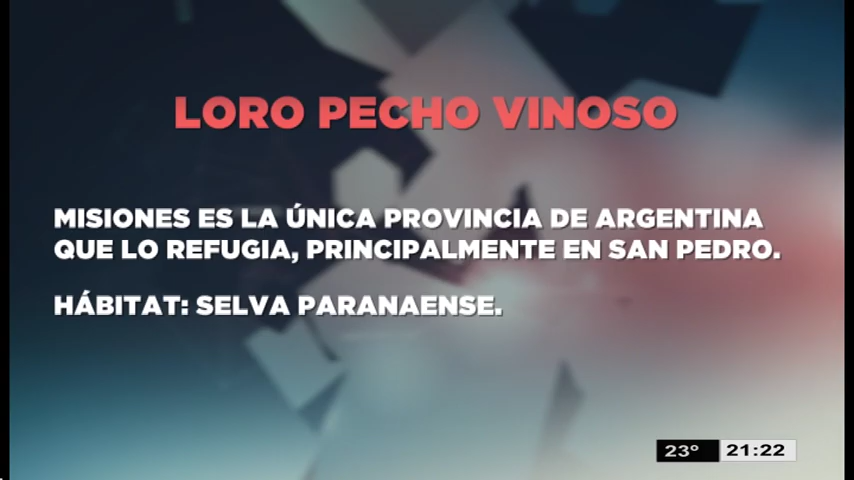 LORO PECHO VINOSO
MISIONES ES LA ÚNICA PROVINCIA DE ARGENTINA
QUE LO REFUGIA, PRINCIPALMENTE EN SAN PEDRO.
HÁBITAT: SELVA PARANAENSE.
23º 21:22